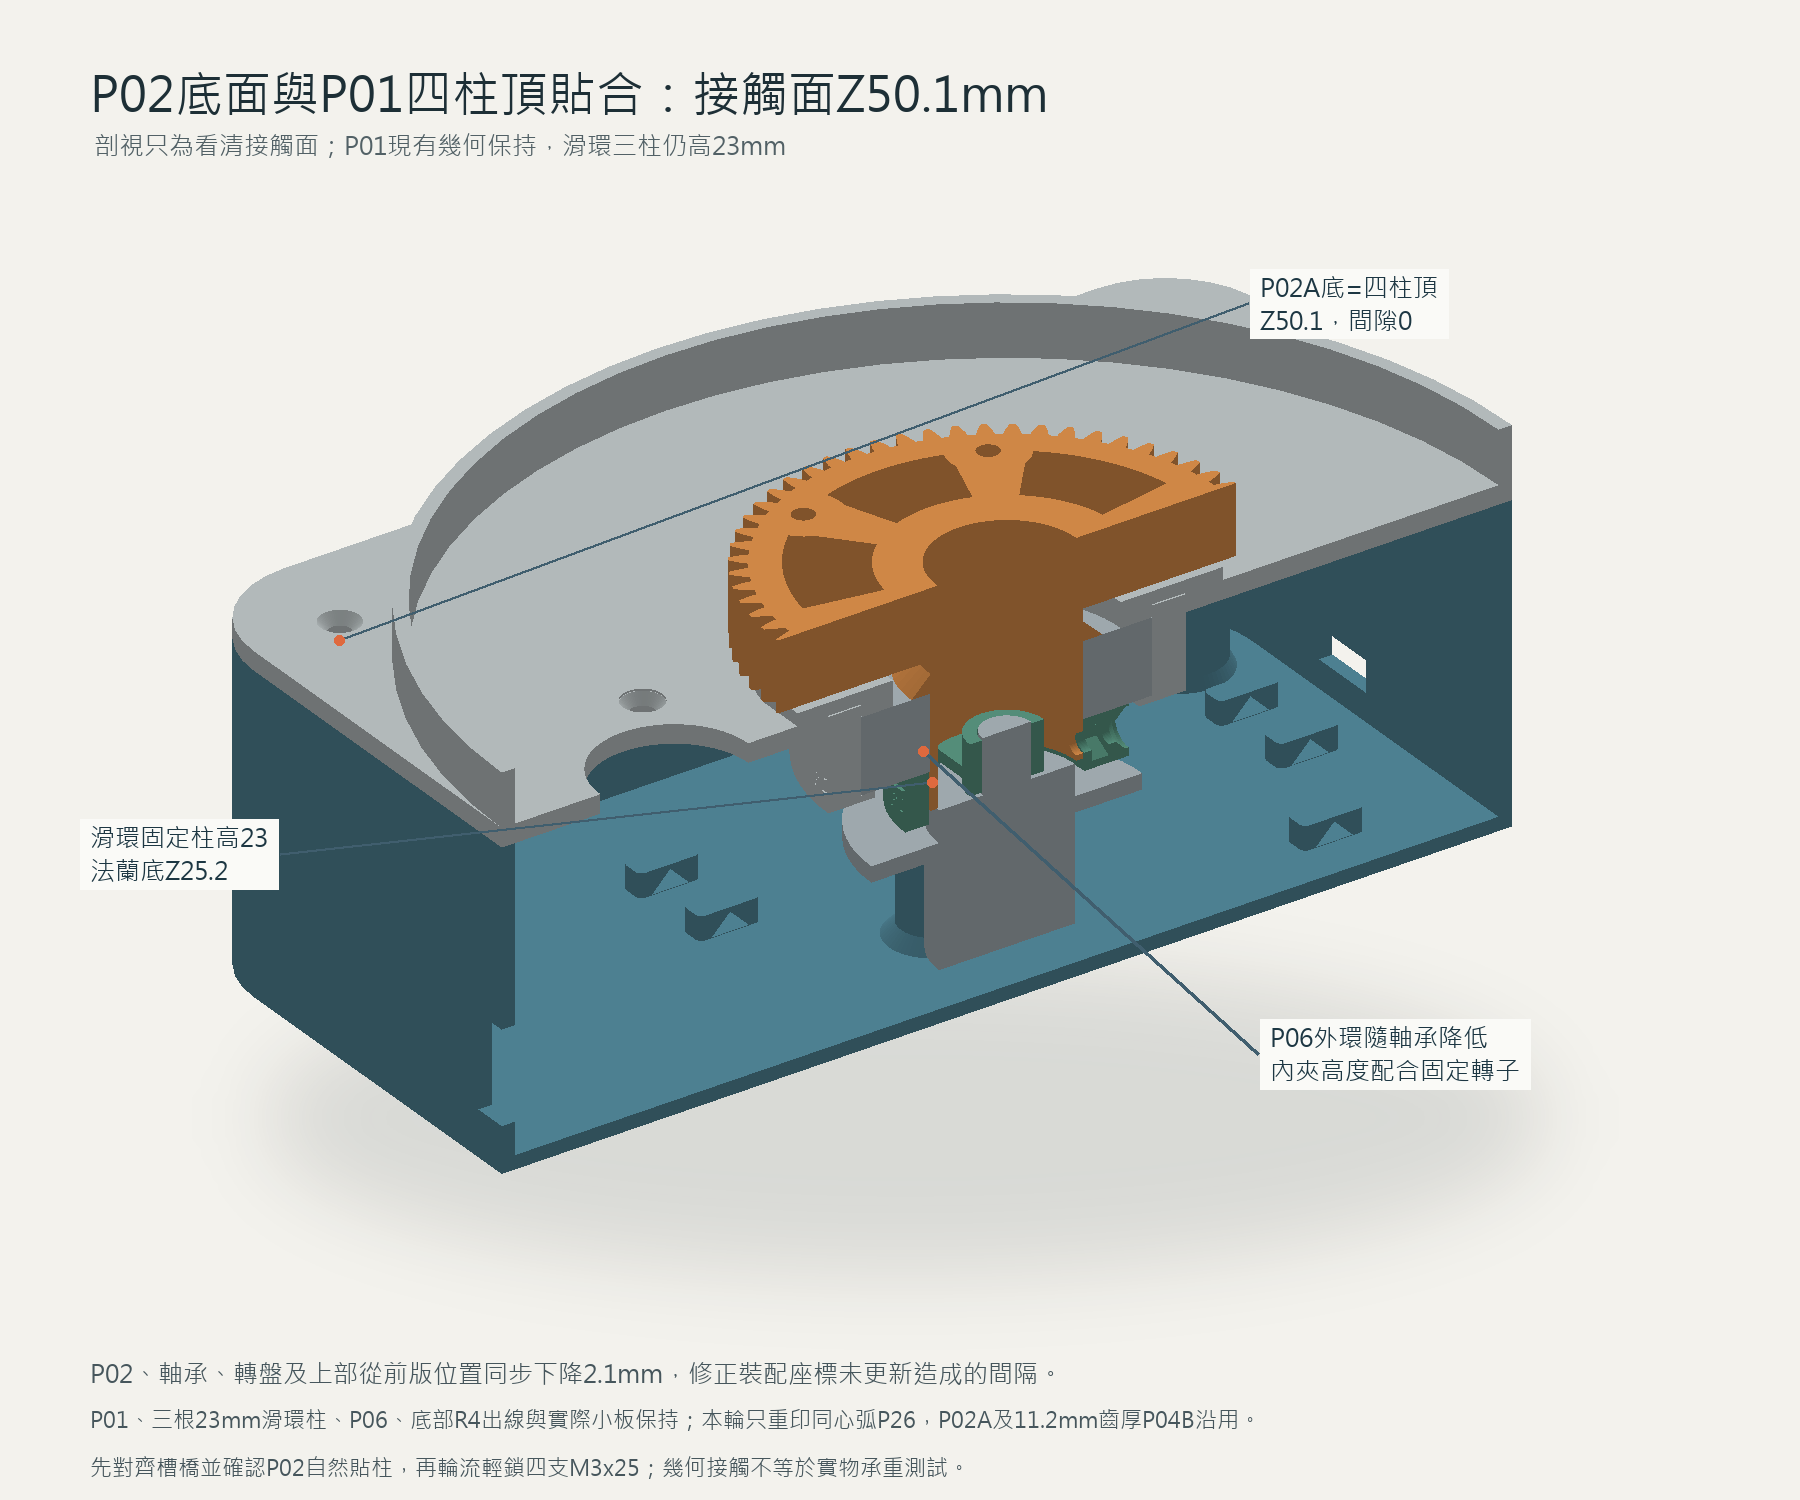 P02底面與P01四柱頂貼合：接觸面Z50.1mm
剖視只為看清接觸面；P01現有幾何保持，滑環三柱仍高23mm
P02A底=四柱頂
Z50.1，間隙0
滑環固定柱高23
法蘭底Z25.2
P06外環隨軸承降低
內夾高度配合固定轉子
P02、軸承、轉盤及上部從前版位置同步下降2.1mm，修正裝配座標未更新造成的間隔。
P01、三根23mm滑環柱、P06、底部R4出線與實際小板保持；本輪只重印同心弧P26，P02A及11.2mm齒厚P04B沿用。
先對齊槽橋並確認P02自然貼柱，再輪流輕鎖四支M3x25；幾何接觸不等於實物承重測試。